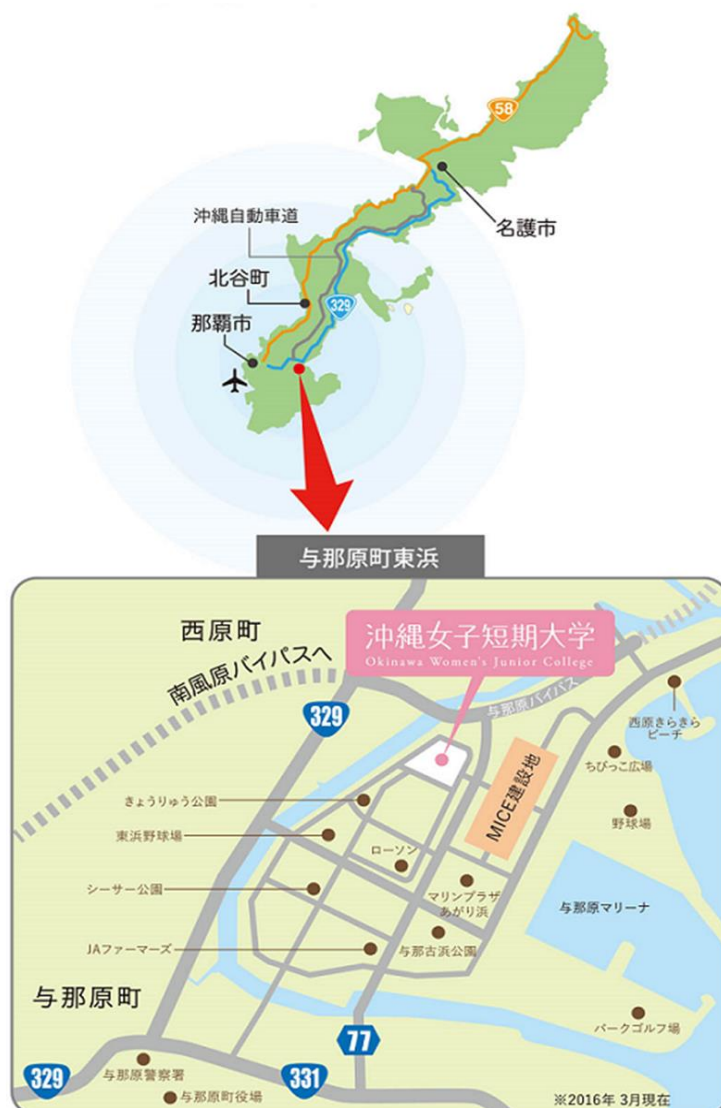 58
沖縄自動車道
名護市
北谷町
329
那覇市
与那原町東浜
西原町
沖縄女子短期大学
Okinawa Women's Junior College
南風原バイパスへ
329
与那原バイパス
西原きらきら
ビーチ
ちびっこ広場
MICE建設地
きょうりゅう公園
野球場
東浜野球場
ローソン
シーサー公園
マリンプラザ
あがり浜
与那原マリーナ
JAファーマーズ
与那古浜公園
与那原町
パークゴルフ場
77
329
与那原警察署
331
与那原町役場
※2016年 3月現在